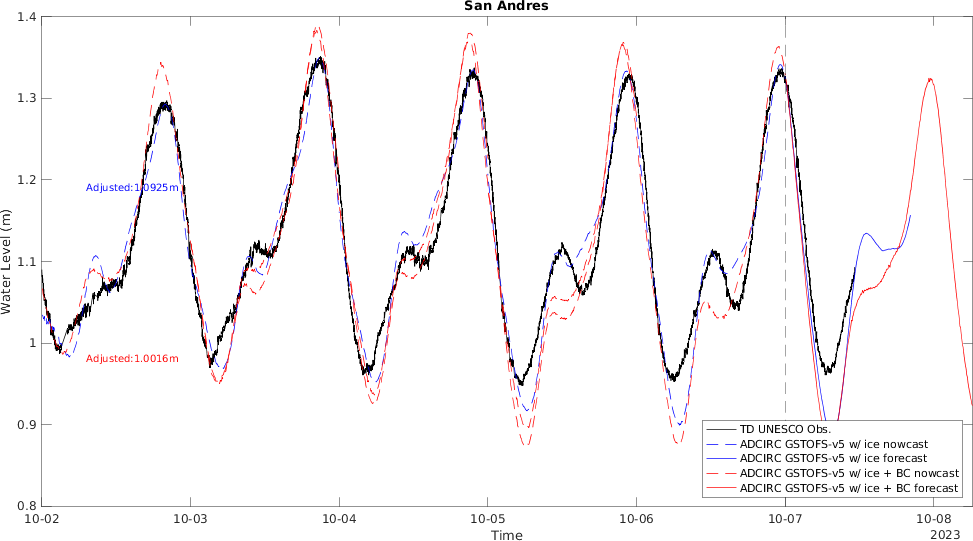 San Andres
1.4
1.3
1.2
1.1
1
0.9
0.8
Water Level (m)
Adjusted:1.0925m
Adjusted:1.0016m
TD UNESCO Obs.
ADCIRC GSTOFS-v5 w/ ice nowcast
ADCIRC GSTOFS-v5 w/ ice forecast
ADCIRC GSTOFS-v5 w/ ice + BC nowcast
ADCIRC GSTOFS-v5 w/ ice + BC forecast
10-02 10-03 10-04 10-05 10-06 10-07 10-08
Time
2023